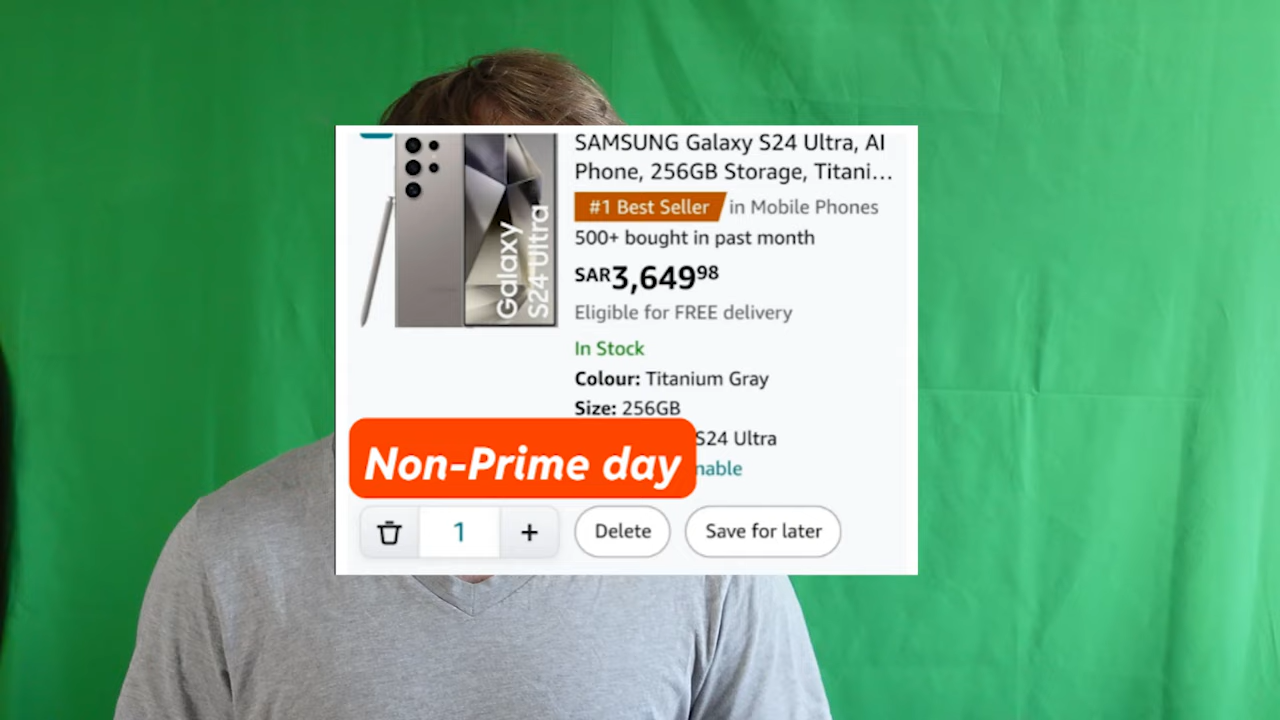 SAMSUNG Galaxy S24 Ultra, AI
Phone, 256GB Storage, Titani...
#1 Best Seller in Mobile Phones
500+ bought in past month
SAR3,64998
Eligible for FREE delivery
In Stock
Colour: Titanium Gray
Size: 256GB
S24 Ultra
Galaxy
S24 Ultra
Non-Prime day
1
Delete
Save for later